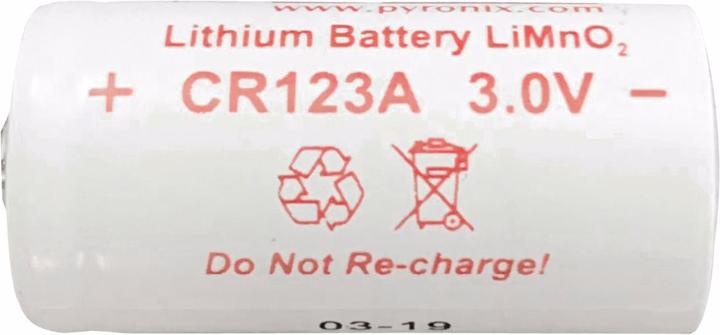 www.pyronix.com
Lithium Battery LiMnO₂
+ CR123A 3.0V −
Do Not Re-charge!
03-19